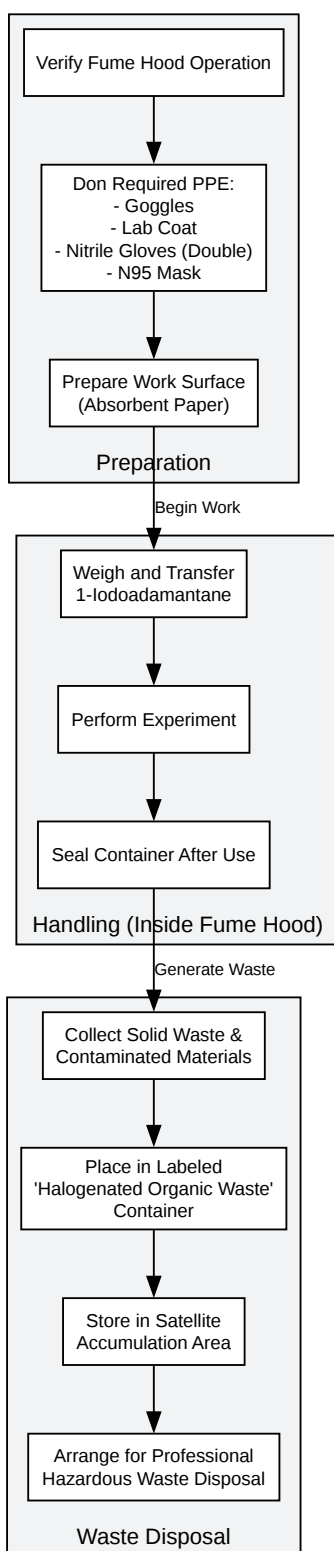 Verify Fume Hood Operation
Don Required PPE:
- Goggles
- Lab Coat
- Nitrile Gloves (Double)
- N95 Mask
Prepare Work Surface
(Absorbent Paper)
Preparation
Begin Work
Weigh and Transfer
1-Iodoadamantane
Perform Experiment
Seal Container After Use
Handling (Inside Fume Hood)
Generate Waste
Collect Solid Waste &
Contaminated Materials
Place in Labeled
'Halogenated Organic Waste'
Container
Store in Satellite
Accumulation Area
Arrange for Professional
Hazardous Waste Disposal
Waste Disposal